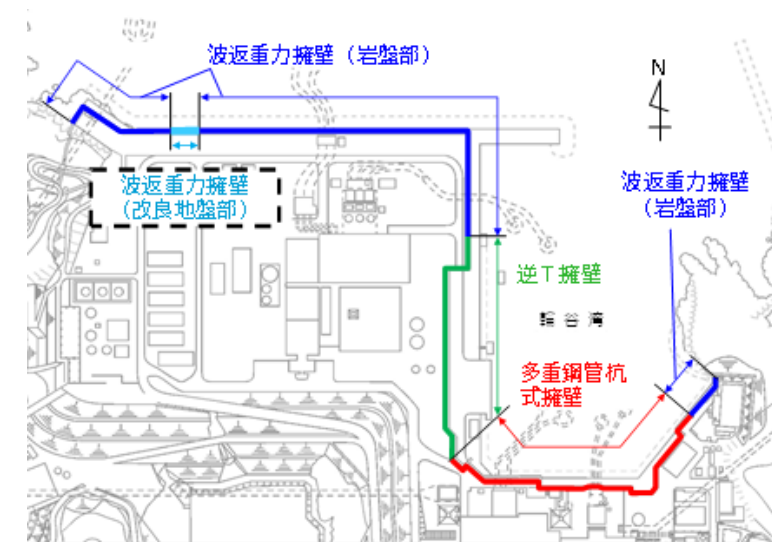 波返重力擁壁（岩盤部）
N
波返重力擁壁
（改良地盤部）
波返重力擁壁
（岩盤部）
逆T擁壁
輪谷湾
多重鋼管杭
式擁壁